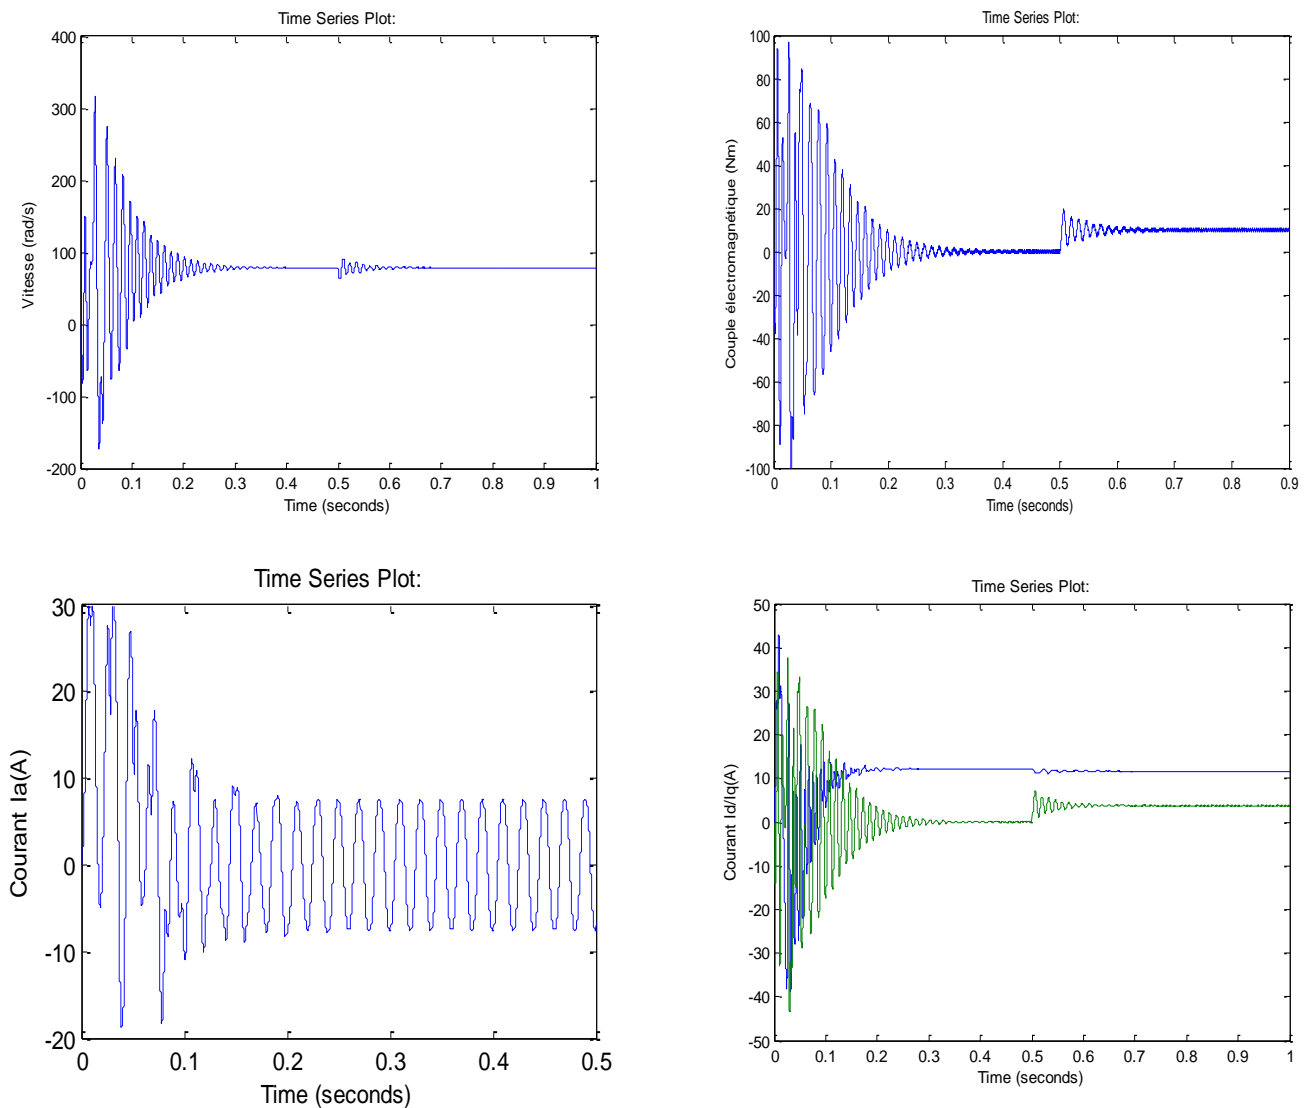 Time Series Plot:
400
300
200
100
0
-100
-200
Vitesse (rad/s)
0 0.1 0.2 0.3 0.4 0.5 0.6 0.7 0.8 0.9 1
Time (seconds)
Time Series Plot:
100
80
60
40
20
0
-20
-40
-60
-80
-100
Couple électromagnétique (Nm)
0 0.1 0.2 0.3 0.4 0.5 0.6 0.7 0.8 0.9
Time (seconds)
Time Series Plot:
30
20
10
0
-10
-20
Courant Ia(A)
0 0.1 0.2 0.3 0.4 0.5
Time (seconds)
Time Series Plot:
50
40
30
20
10
0
-10
-20
-30
-40
-50
Courant Id/Iq(A)
0 0.1 0.2 0.3 0.4 0.5 0.6 0.7 0.8 0.9 1
Time (seconds)